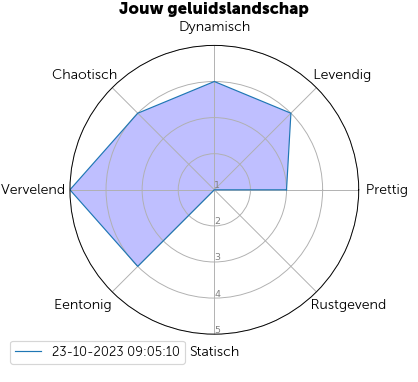 Jouw geluidslandschap
Dynamisch
Chaotisch
Levendig
Vervelend
1
Prettig
2
3
4
5
Eentonig
Rustgevend
Statisch
23-10-2023 09:05:10